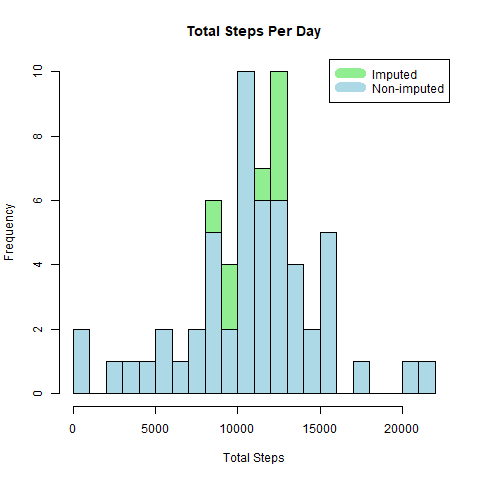 Total Steps Per Day
Imputed
Non-imputed
Frequency
10
8
6
4
2
0
0 5000 10000 15000 20000
Total Steps